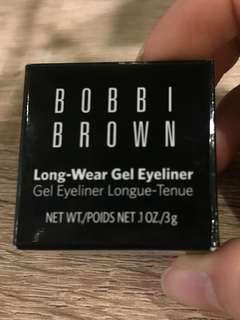 BOBBI
BROWN
Long-Wear Gel Eyeliner
Gel Eyeliner Longue-Tenue
NET WT./POIDS NET .1 OZ./3g